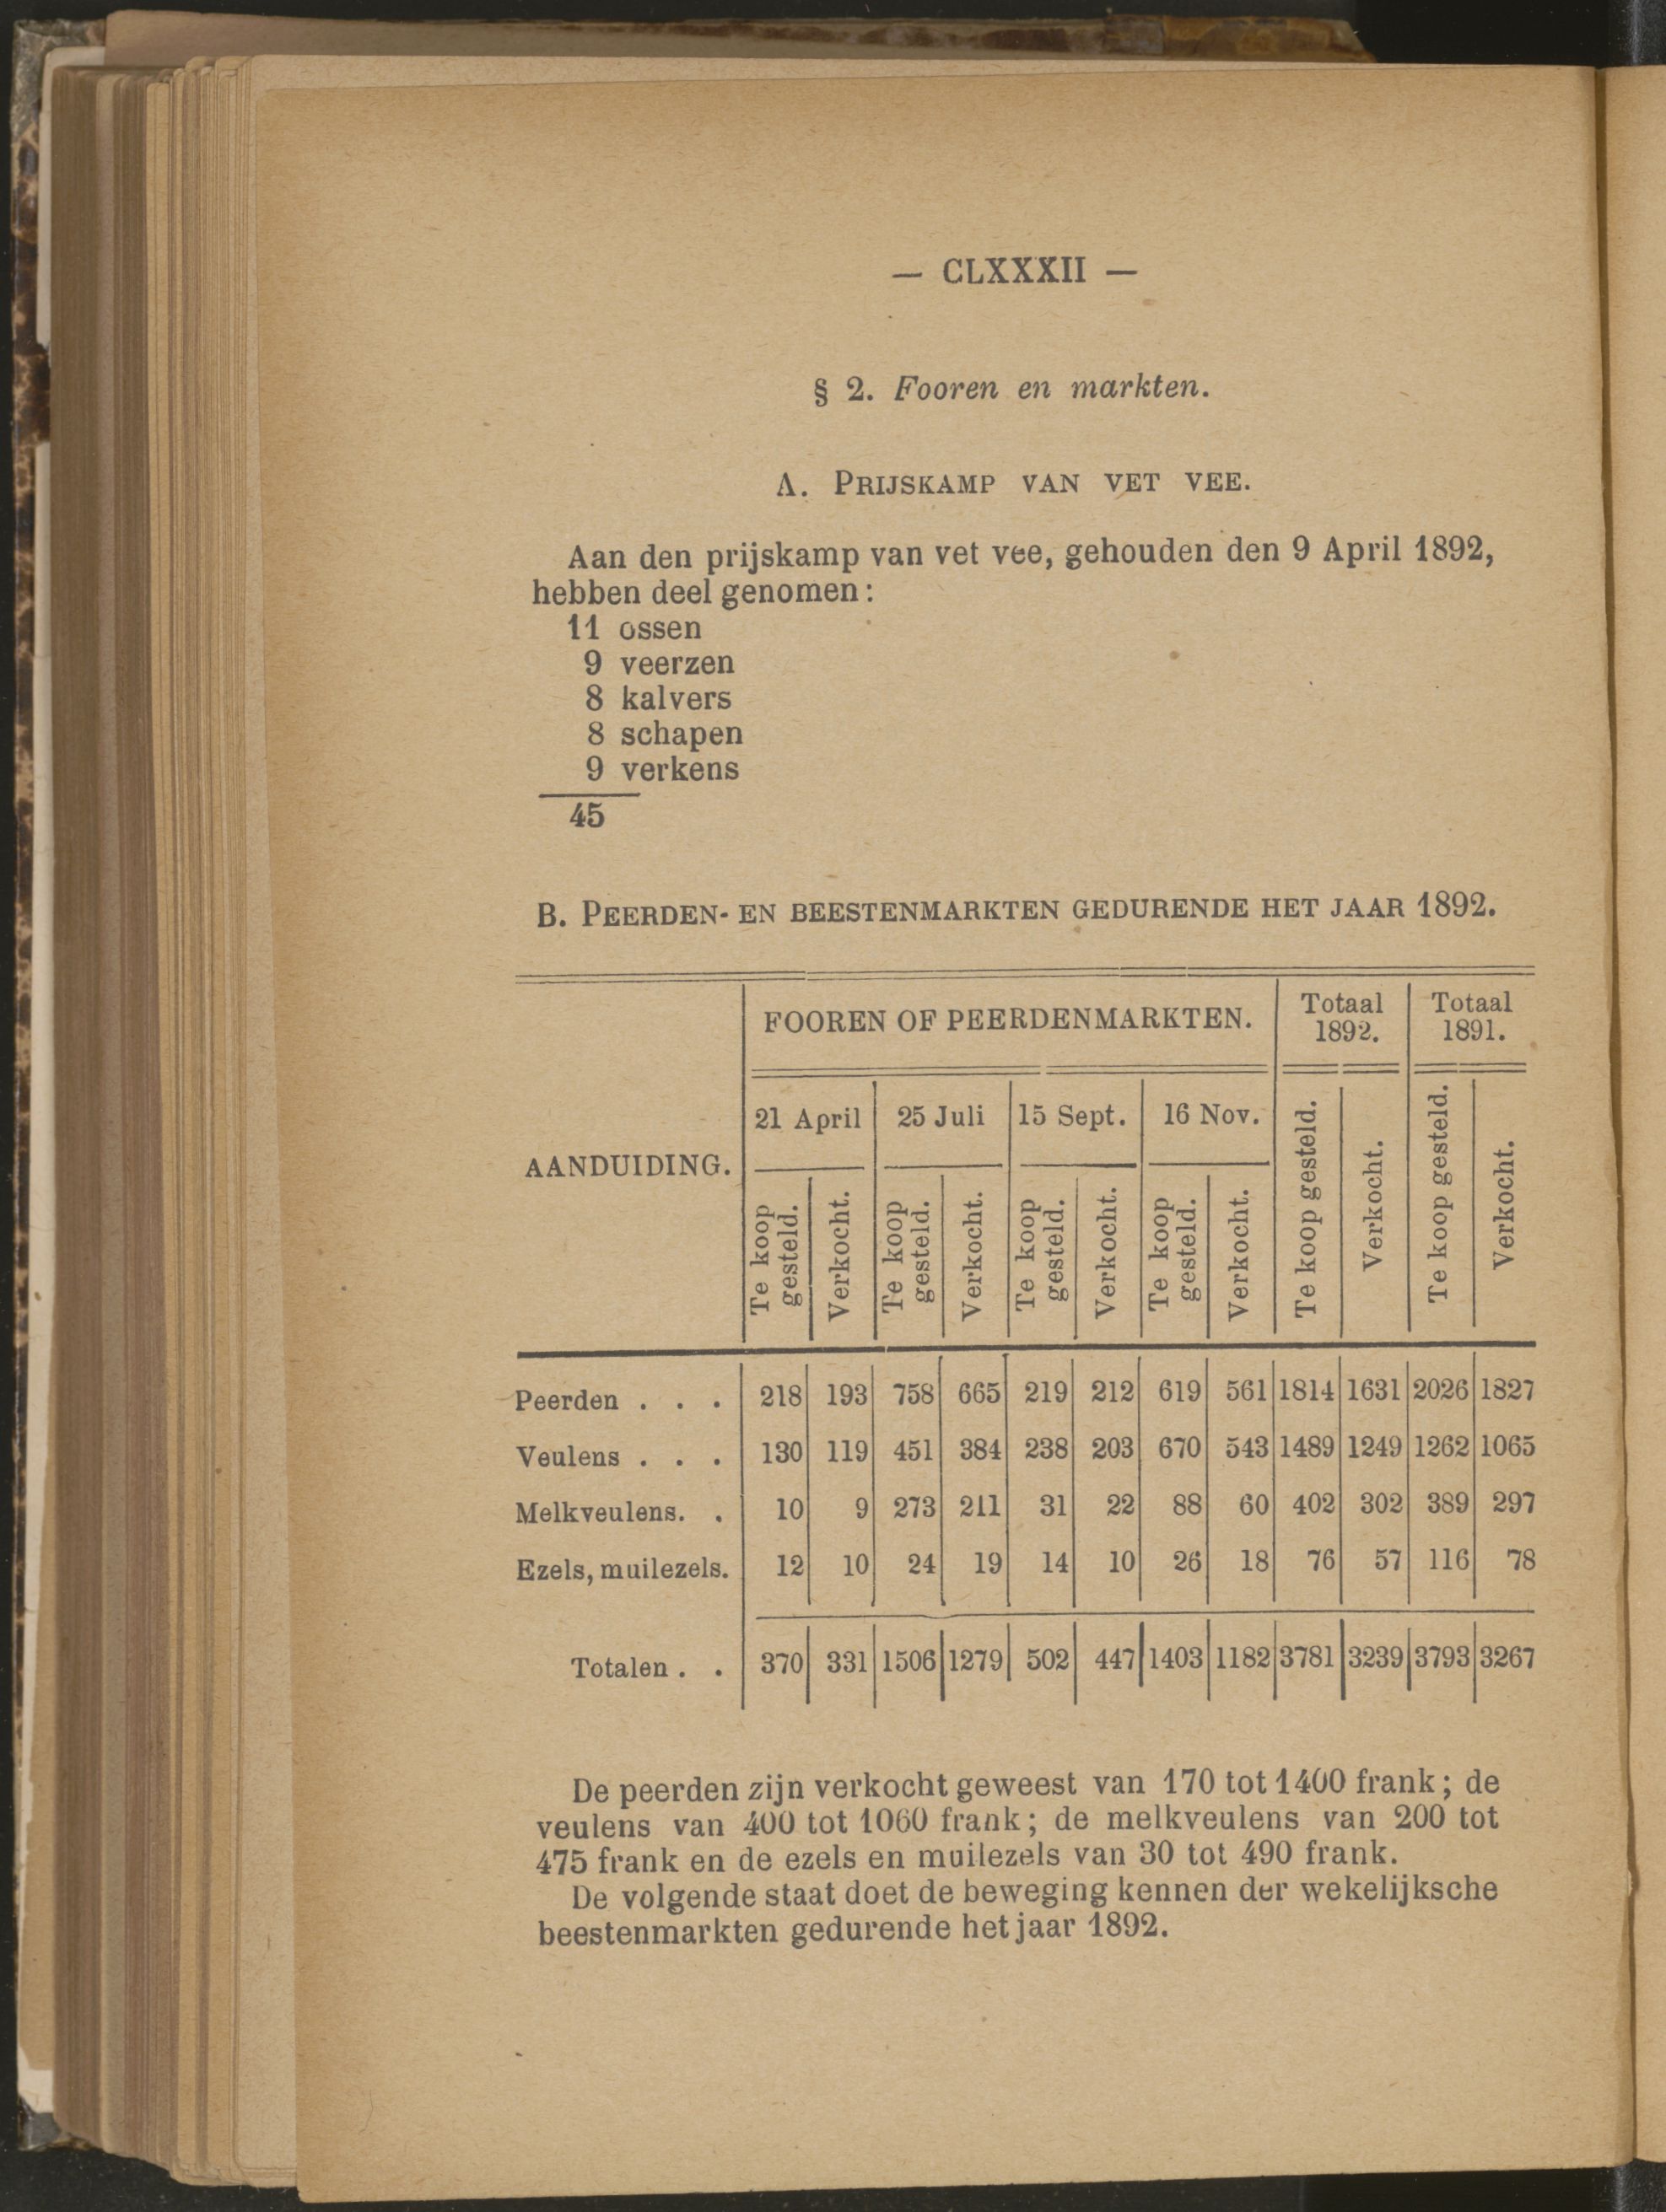 — CLXXXII —
§ 2. Fooren en markten.
A. PRIJSKAMP VAN VET VEE.
Aan den prijskamp van vet vee, gehouden den 9 April 1892,
hebben deel genomen :
11 ossen
9 veerzen
8 kalvers
8 schapen
9 verkens
45
B. PEERDEN- EN BEESTENMARKTEN GEDURENDE HET JAAR 1892.
AANDUIDING.
FOOREN OF PEERDENMARKTEN.
Totaal
1892.
Totaal
1891.
21 April
25 Juli
15 Sept.
16 Nov.
Te koop
gesteld.
Verkocht.
Te koop
gesteld.
Verkocht.
Te koop
gesteld.
Verkocht.
Te koop
gesteld.
Verkocht.
Te koop gesteld.
Verkocht.
Te koop gesteld.
Verkocht.
Peerden . . . 218 193 758 665 219 212 619 561 1814 1631 2026 1827
Veulens . . . 130 119 451 384 238 203 670 543 1489 1249 1262 1065
Melkveulens. . 10 9 273 211 31 22 88 60 402 302 389 297
Ezels, muilezels. 12 10 24 19 14 10 26 18 76 57 116 78
Totalen . . 370 331 1506 1279 502 447 1403 1182 3781 3239 3793 3267
De peerden zijn verkocht geweest van 170 tot 1400 frank ; de
veulens van 400 tot 1060 frank ; de melkveulens van 200 tot
475 frank en de ezels en muilezels van 30 tot 490 frank.
De volgende staat doet de beweging kennen der wekelijksche
beestenmarkten gedurende het jaar 1892.